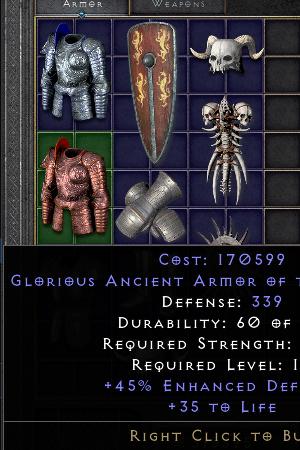 Armor Weapons
Cost: 170599
Glorious Ancient Armor of
Defense: 339
Durability: 60 of
Required Strength:
Required Level: 1
+45% Enhanced Def
+35 to Life
Right Click to Bu